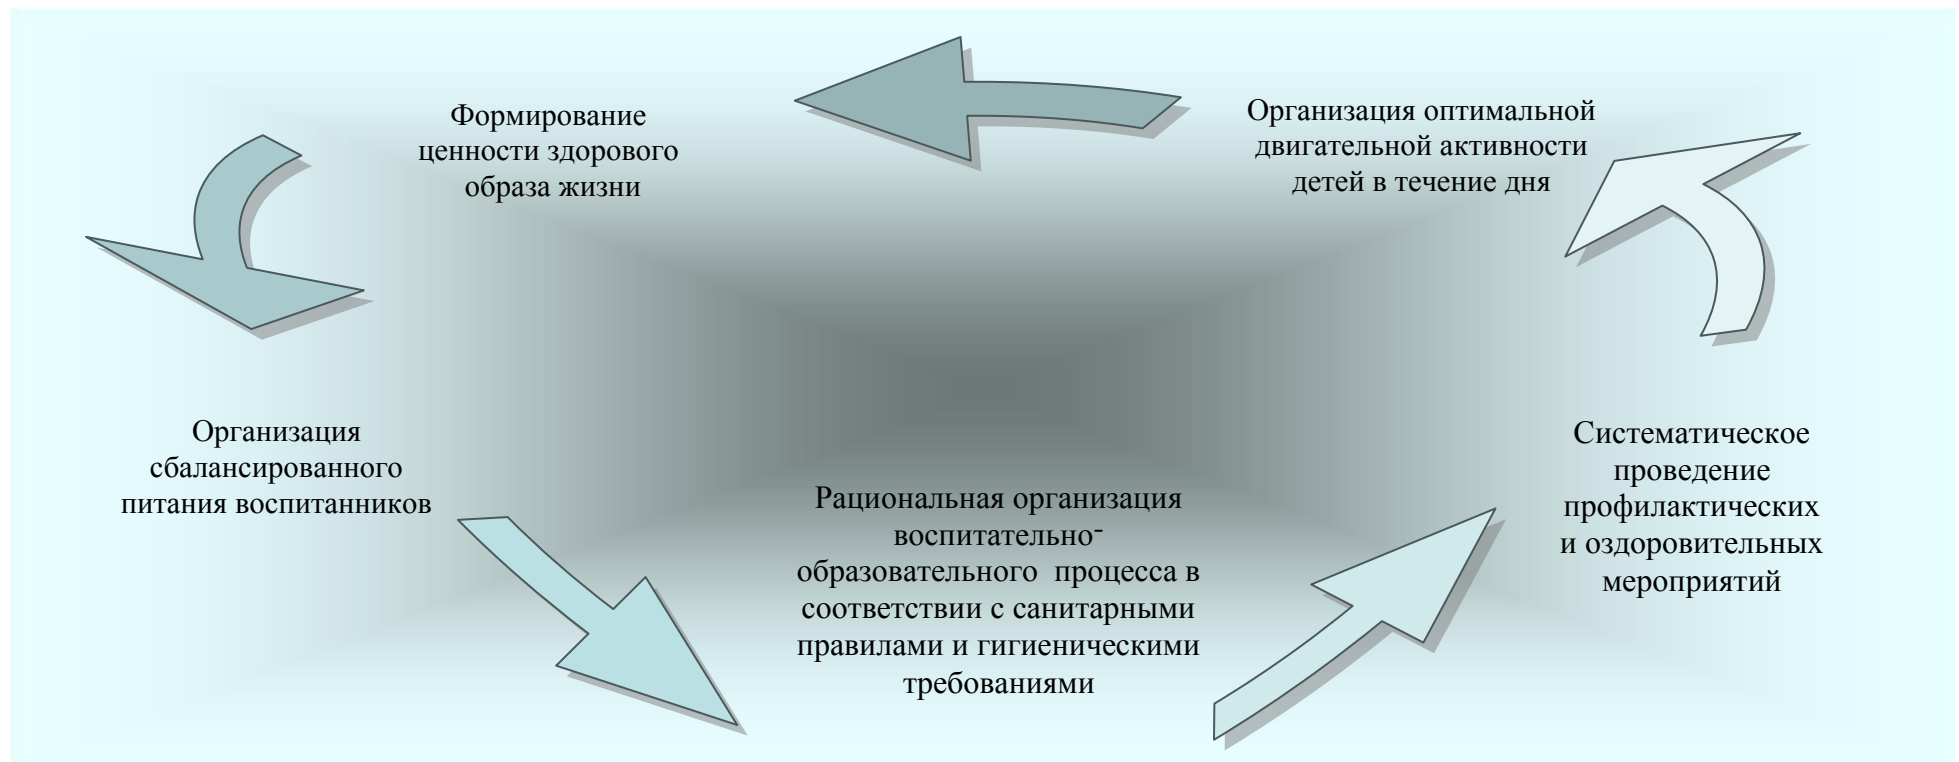 Формирование
ценности здорового
образа жизни
Организация оптимальной
двигательной активности
детей в течение дня
Организация
сбалансированного
питания воспитанников
Рациональная организация
воспитательно-
образовательного процесса в
соответствии с санитарными
правилами и гигиеническими
требованиями
Систематическое
проведение
профилактических
и оздоровительных
мероприятий